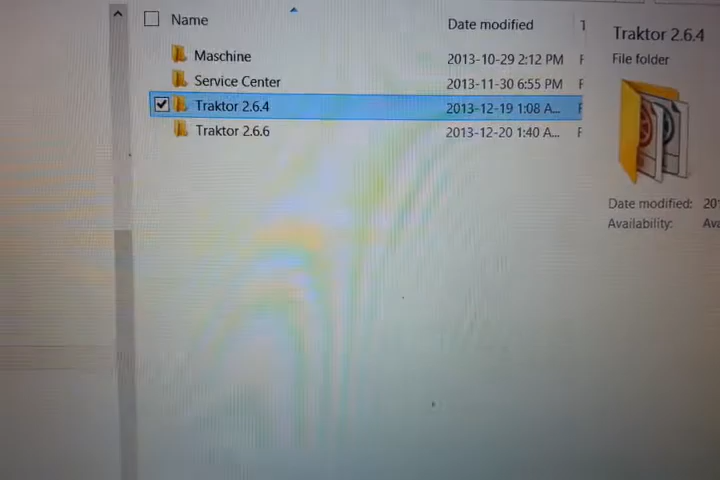 Name Date modified
Maschine 2013-10-29 2:12 PM F
Service Center 2013-11-30 6:55 PM F
Traktor 2.6.4 2013-12-19 1:08 A... F
Traktor 2.6.6 2013-12-20 1:40 A... F
Traktor 2.6.4
File folder
Date modified: 20
Availability: Ava